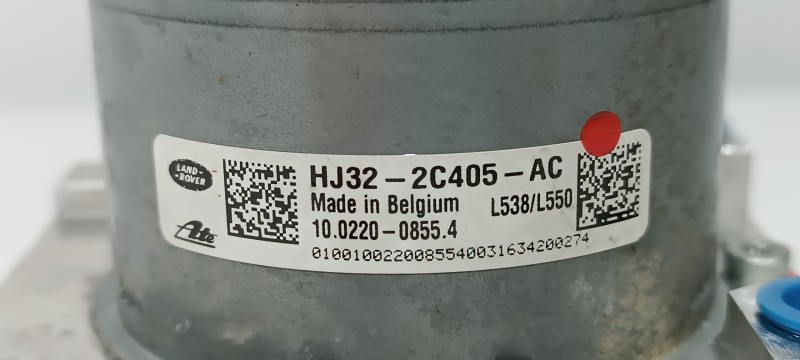 LAND-
ROVER
Ate
HJ32-2C405-AC
Made in Belgium L538/L550
10.0220-0855.4
0100100220085540031634200274